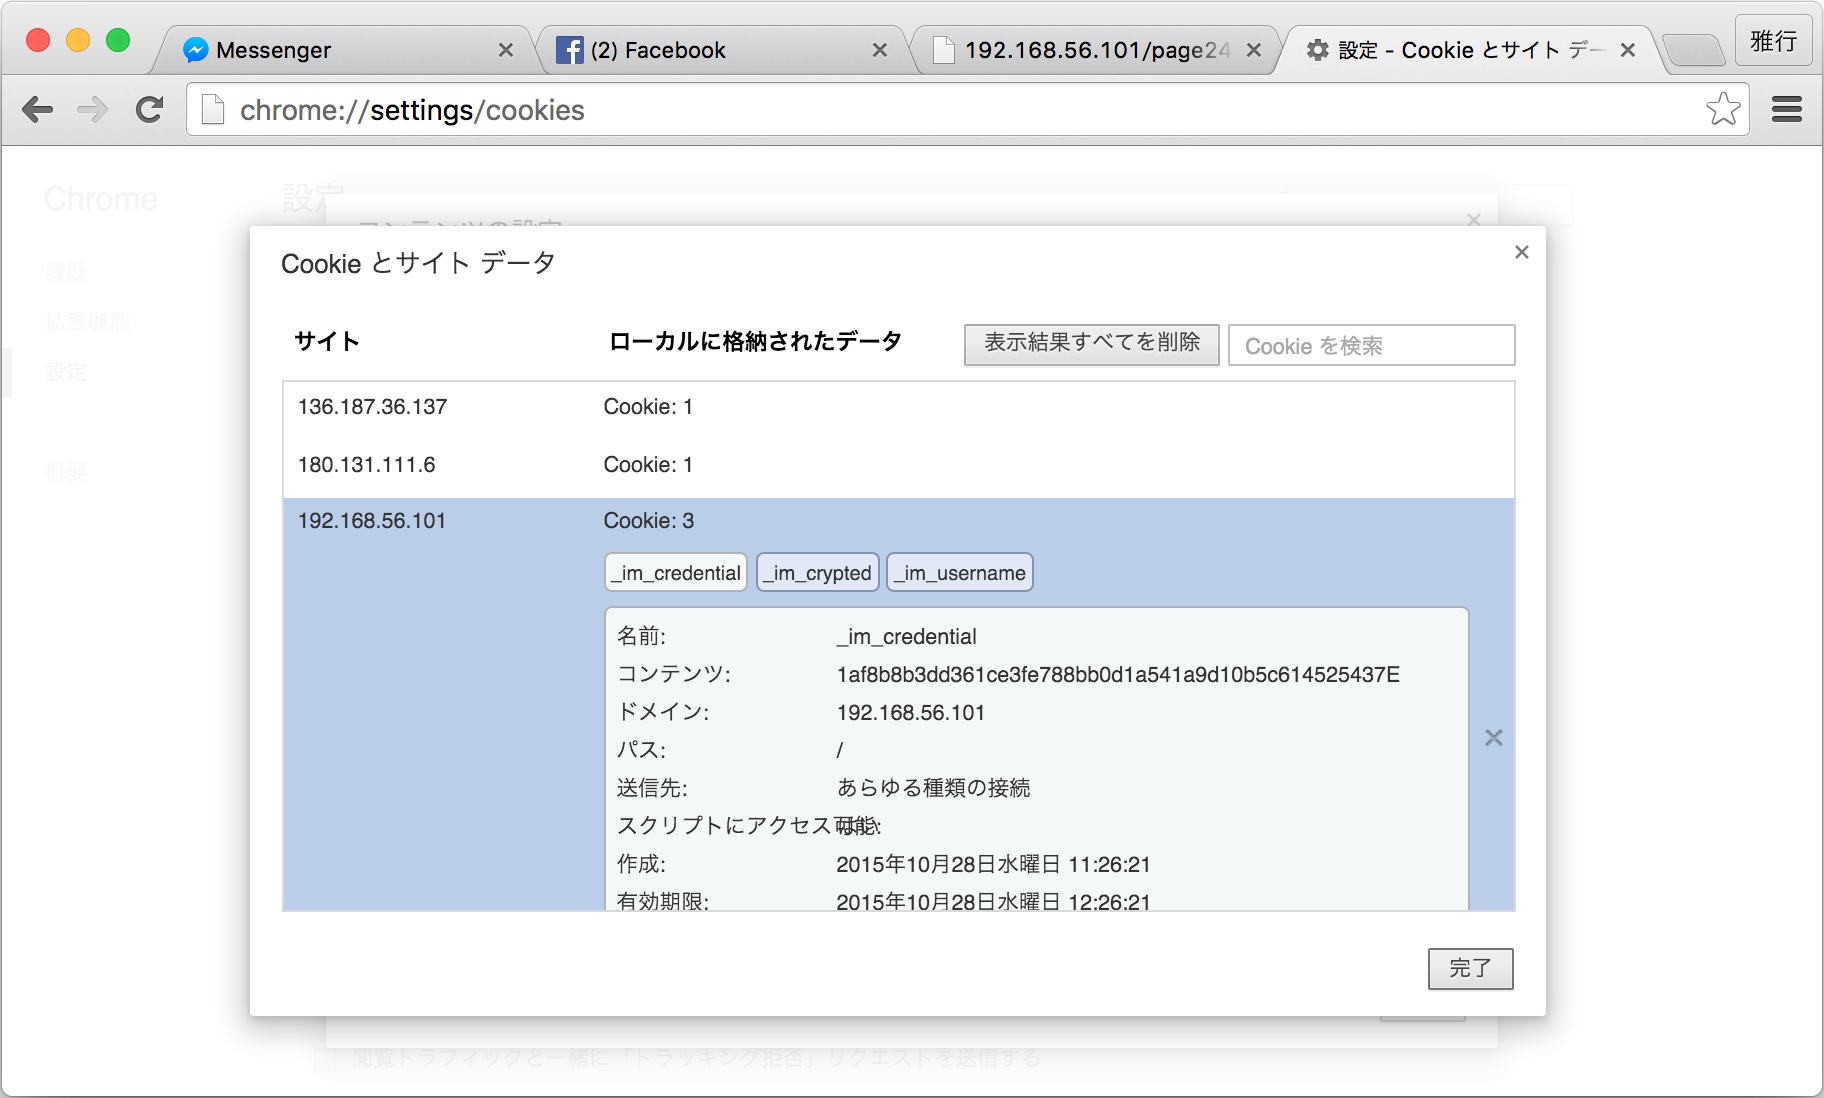 Messenger
(2) Facebook
192.168.56.101/page24
設定 - Cookie とサイト デー
雅行
chrome://settings/cookies
Chrome
設定
コンテンツの設定
履歴
拡張機能
設定
概要
Cookie とサイト データ
サイト
ローカルに格納されたデータ
表示結果すべてを削除
Cookie を検索
136.187.36.137 Cookie: 1
180.131.111.6 Cookie: 1
192.168.56.101 Cookie: 3
_im_credential _im_crypted _im_username
名前: _im_credential
コンテンツ: 1af8b8b3dd361ce3fe788bb0d1a541a9d10b5c614525437E
ドメイン: 192.168.56.101
パス: /
送信先: あらゆる種類の接続
スクリプトにアクセス可能: はい
作成: 2015年10月28日水曜日 11:26:21
有効期限: 2015年10月28日水曜日 12:26:21
完了
閲覧トラフィックと一緒に「トラッキング拒否」リクエストを送信する